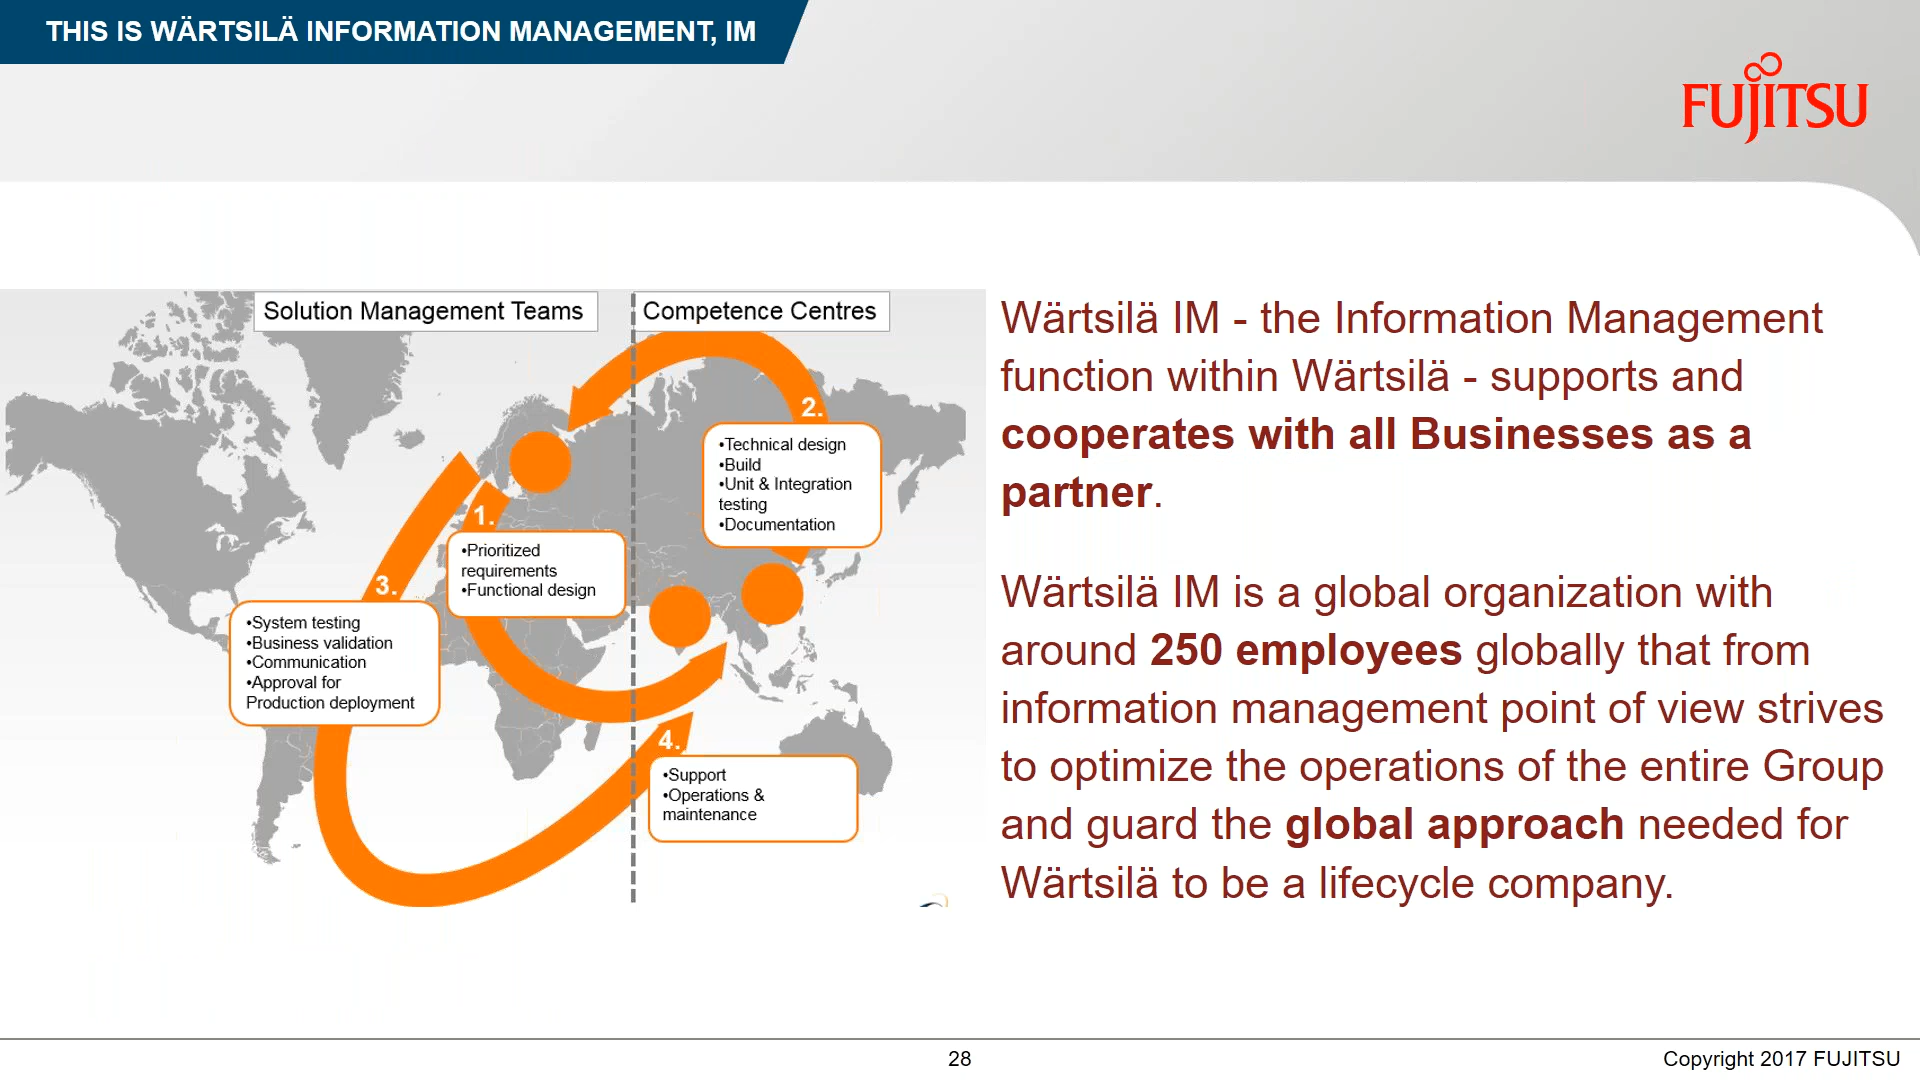 THIS IS WÄRTSILÄ INFORMATION MANAGEMENT, IM
FUJITSU
Solution Management Teams
Competence Centres
1.
•Prioritized
requirements
•Functional design
2.
•Technical design
•Build
•Unit & Integration
testing
•Documentation
3.
•System testing
•Business validation
•Communication
•Approval for
Production deployment
4.
•Support
•Operations &
maintenance
Wärtsilä IM - the Information Management
function within Wärtsilä - supports and
cooperates with all Businesses as a
partner.
Wärtsilä IM is a global organization with
around 250 employees globally that from
information management point of view strives
to optimize the operations of the entire Group
and guard the global approach needed for
Wärtsilä to be a lifecycle company.
28
Copyright 2017 FUJITSU